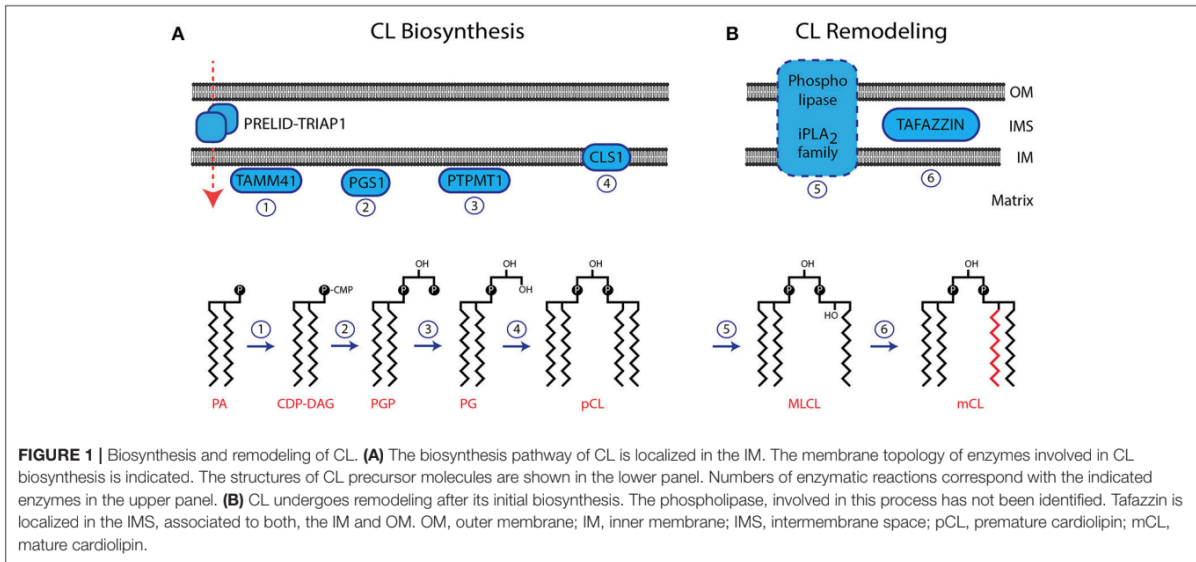 A
CL Biosynthesis
PRELID-TRIAP1
TAMM41
PGS1
PTPMT1
CLS1
1
2
3
4
B
CL Remodeling
Phospho
lipase
iPLA2
family
TAFAZZIN
OM
IMS
IM
Matrix
5
6
P
P-CMP
OH
P P
OH
P OH
OH
P P
OH
P P
HO
OH
P P
1
2
3
4
5
6
PA
CDP-DAG
PGP
PG
pCL
MLCL
mCL
FIGURE 1 | Biosynthesis and remodeling of CL. (A) The biosynthesis pathway of CL is localized in the IM. The membrane topology of enzymes involved in CL
biosynthesis is indicated. The structures of CL precursor molecules are shown in the lower panel. Numbers of enzymatic reactions correspond with the indicated
enzymes in the upper panel. (B) CL undergoes remodeling after its initial biosynthesis. The phospholipase, involved in this process has not been identified. Tafazzin is
localized in the IMS, associated to both, the IM and OM. OM, outer membrane; IM, inner membrane; IMS, intermembrane space; pCL, premature cardiolipin; mCL,
mature cardiolipin.